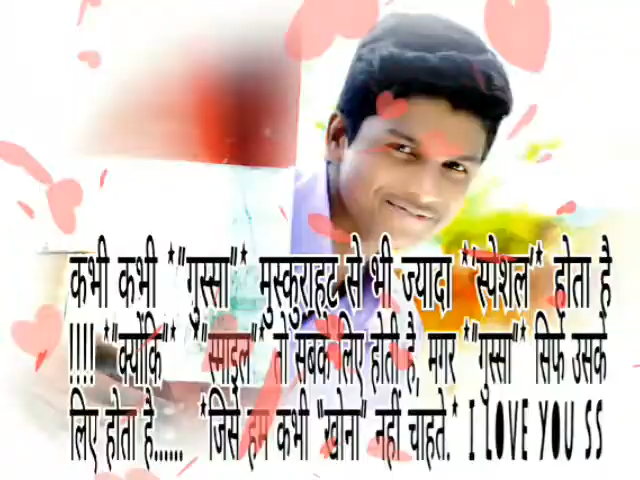 कभी कभी *"गुस्सा"* मुस्कुराहट से भी ज्यादा *"स्पेशल"* होता है
!!!! *"क्योंकि"* *"स्माइल"* तो सबके लिए होती है, मगर *"गुस्सा"* सिर्फ उसके
लिए होता है...... *जिसे हम कभी "खोना" नहीं चाहते.* I LOVE YOU SS